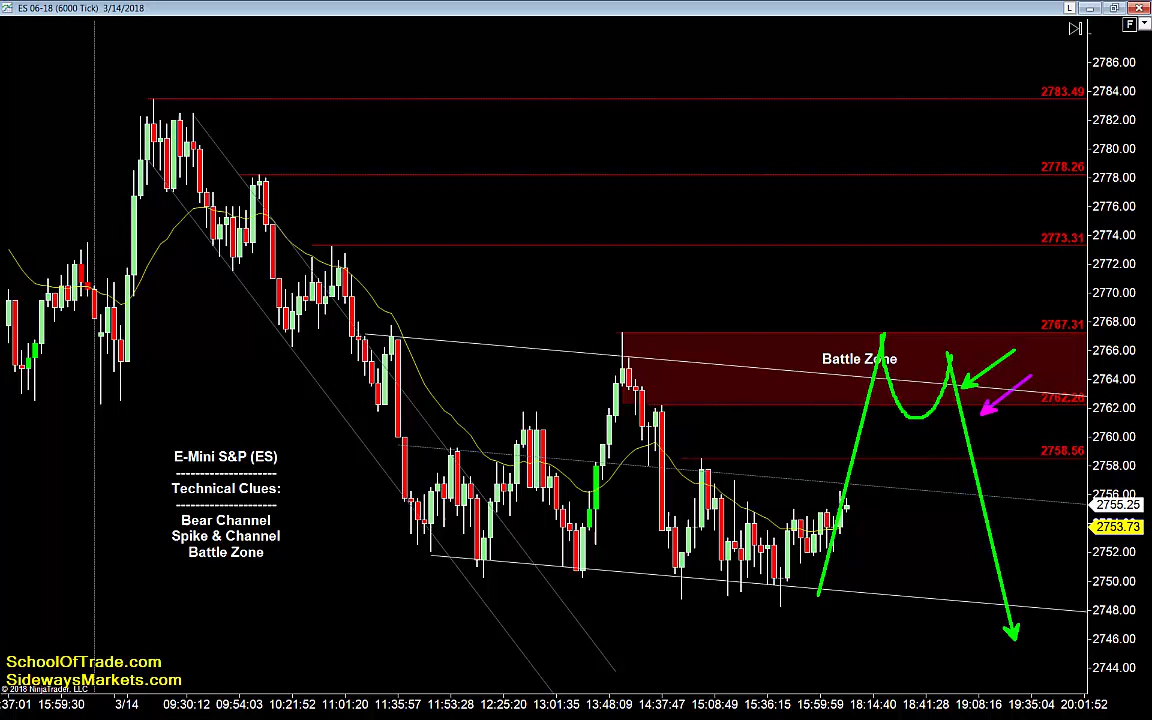 ES 06-18 (6000 Tick) 3/14/2018
L
F
2786.00
2783.49
2784.00
2782.00
2780.00
2778.26
2778.00
2776.00
2774.00
2773.31
2772.00
2770.00
2768.00
2767.31
2766.00
Battle Zone
2764.00
2762.26
2762.00
2760.00
2758.56
2758.00
2756.00
2755.25
2753.73
2752.00
2750.00
2748.00
2746.00
2744.00
E-Mini S&P (ES)
--------------------
Technical Clues:
--------------------
Bear Channel
Spike & Channel
Battle Zone
SchoolOfTrade.com
SidewaysMarkets.com
© 2018 NinjaTrader, LLC
:37:01 15:59:30 3/14 09:30:12 09:54:03 10:21:52 11:01:20 11:35:57 11:53:28 12:25:20 13:01:35 13:48:09 14:37:47 15:08:49 15:36:15 15:59:59 18:14:40 18:41:28 19:08:16 19:35:04 20:01:52